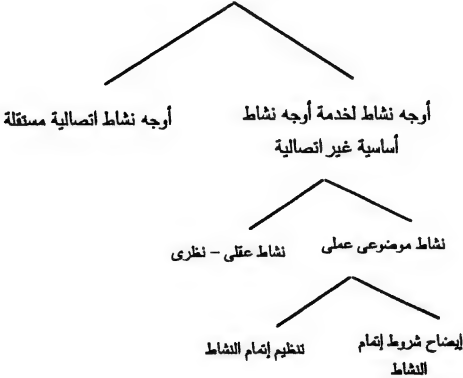 أوجه نشاط لخدمة أوجه نشاط
أساسية غير اتصالية
أوجه نشاط اتصالية مستقلة
نشاط موضوعى عملى
نشاط عقلى – نظرى
إيضاح شروط إتمام
النشاط
تنظيم إتمام النشاط